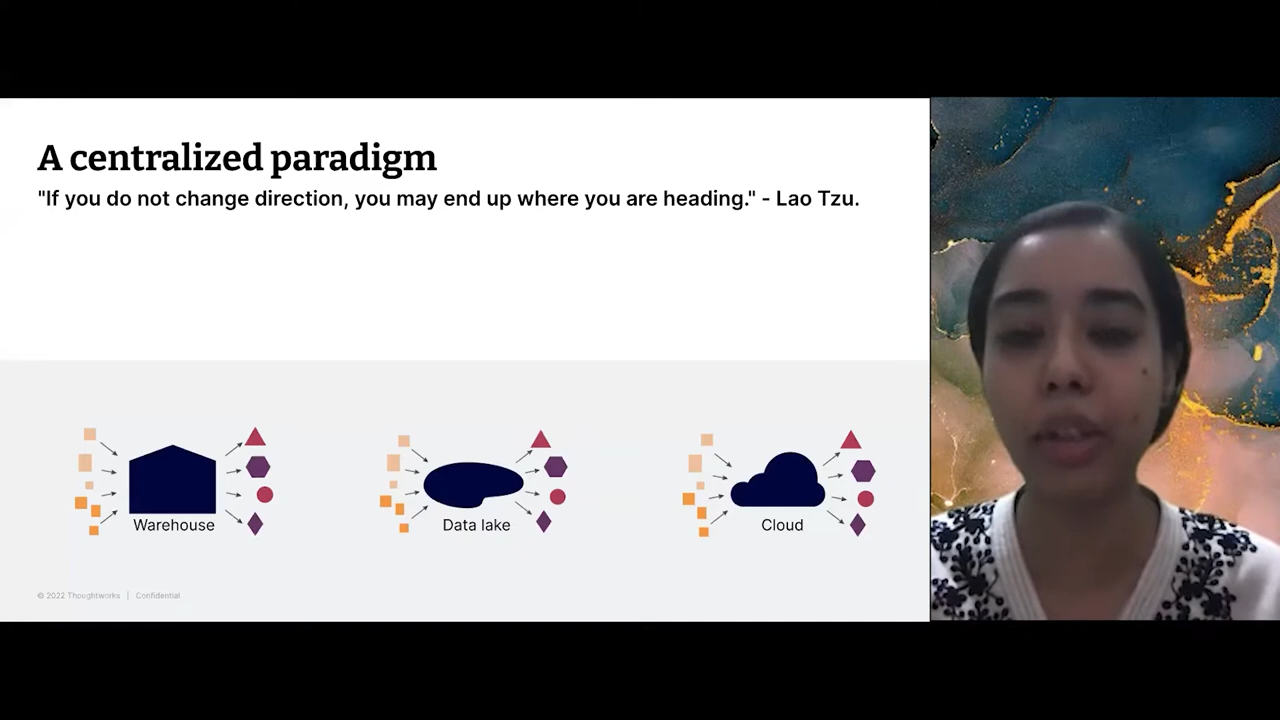 A centralized paradigm
"If you do not change direction, you may end up where you are heading." - Lao Tzu.
Warehouse
Data lake
Cloud
© 2022 Thoughtworks | Confidential